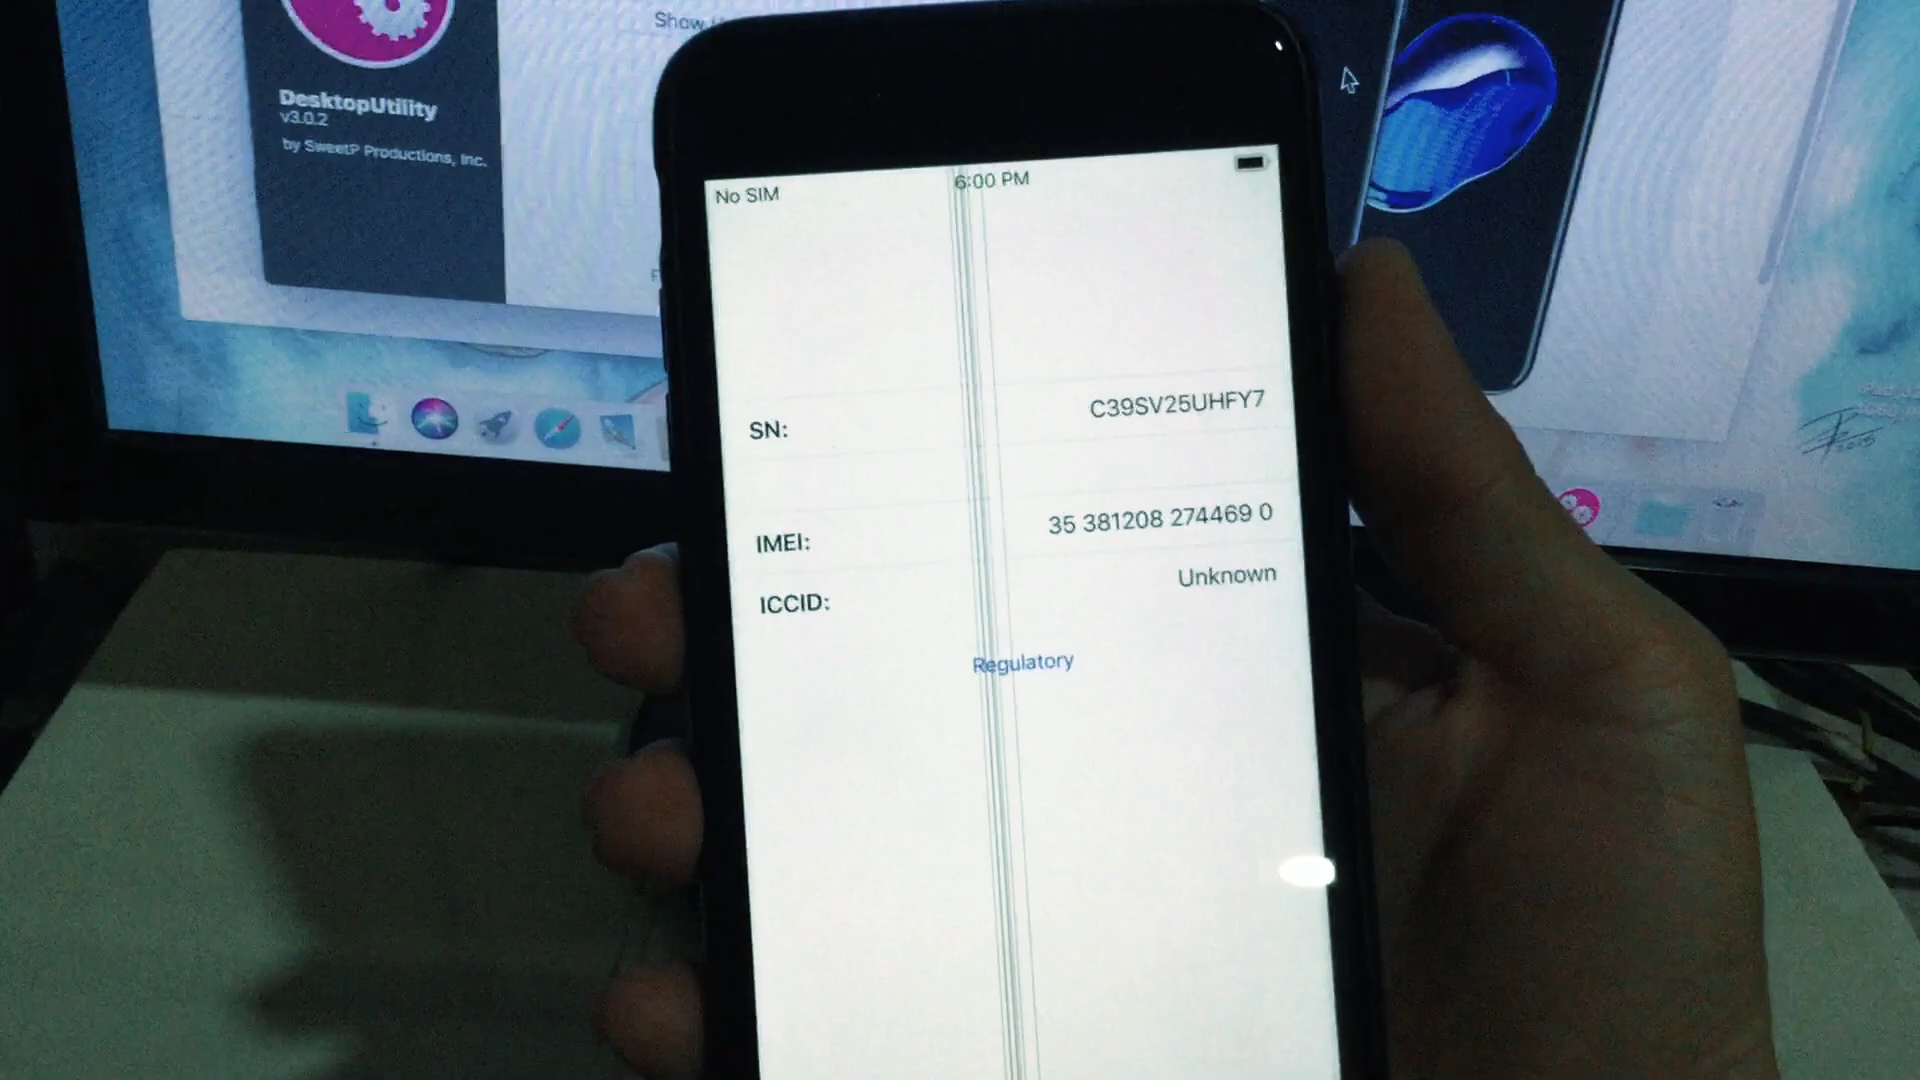 Show
DesktopUtility
v3.0.2
by SweetP Productions, Inc.
No SIM
6:00 PM
SN:
C39SV25UHFY7
IMEI:
35 381208 274469 0
ICCID:
Unknown
Regulatory